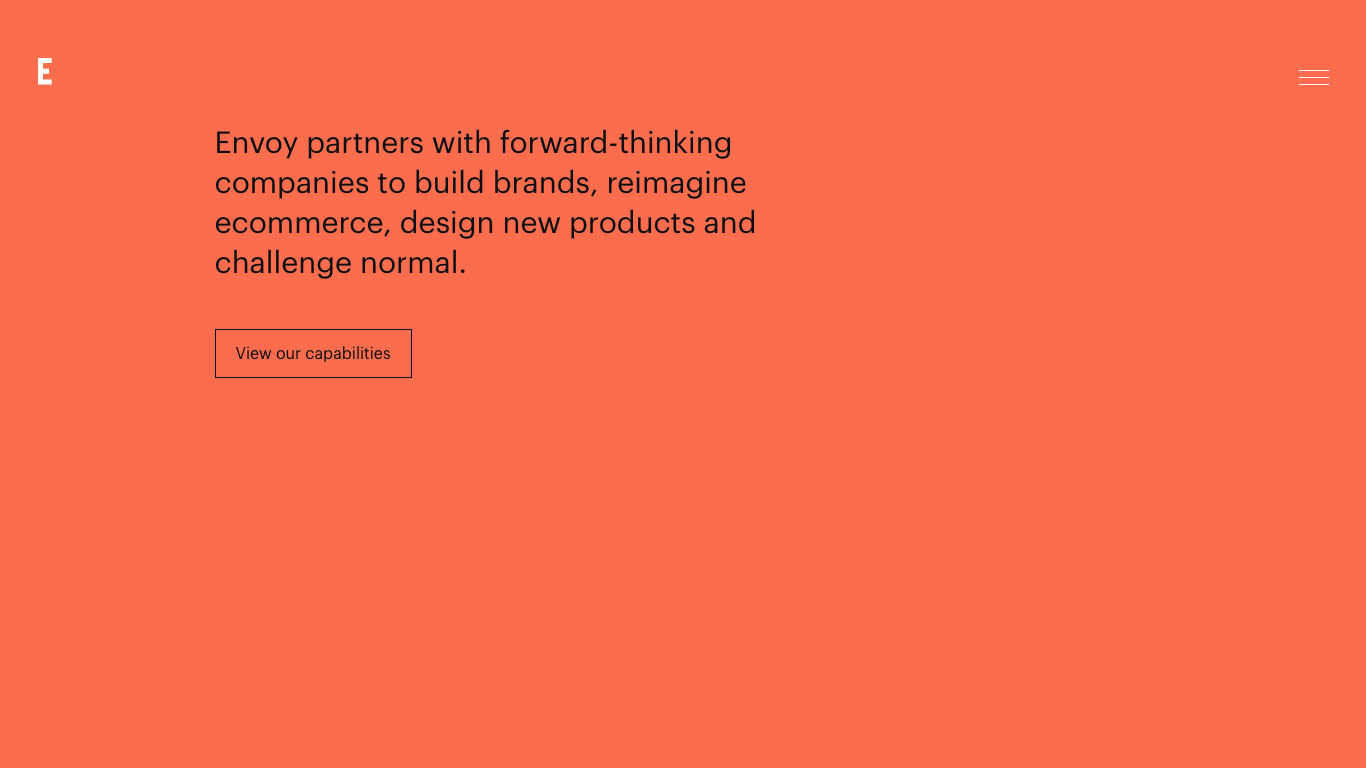 E
Envoy partners with forward-thinking
companies to build brands, reimagine
ecommerce, design new products and
challenge normal.
View our capabilities